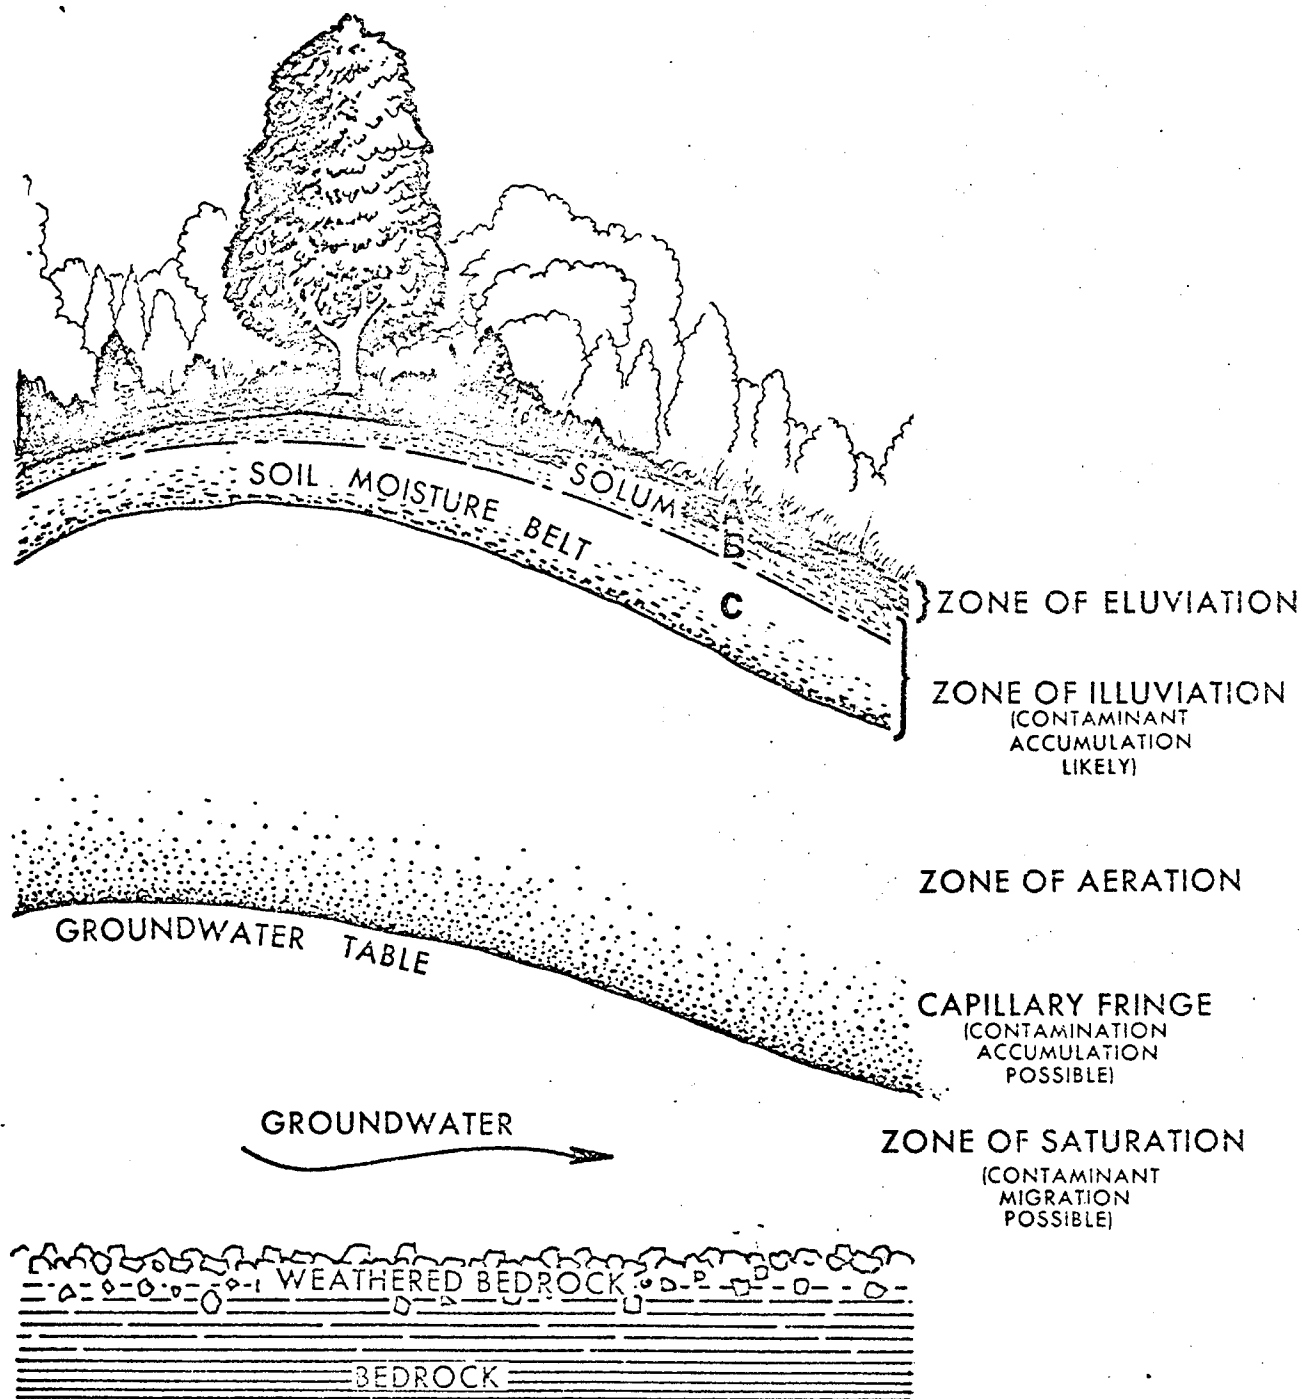 SOLUM
SOIL MOISTURE BELT
A
B
C
ZONE OF ELUVIATION
ZONE OF ILLUVIATION
(CONTAMINANT
ACCUMULATION
LIKELY)
ZONE OF AERATION
GROUNDWATER TABLE
CAPILLARY FRINGE
(CONTAMINATION
ACCUMULATION
POSSIBLE)
GROUNDWATER
ZONE OF SATURATION
(CONTAMINANT
MIGRATION
POSSIBLE)
WEATHERED BEDROCK
BEDROCK